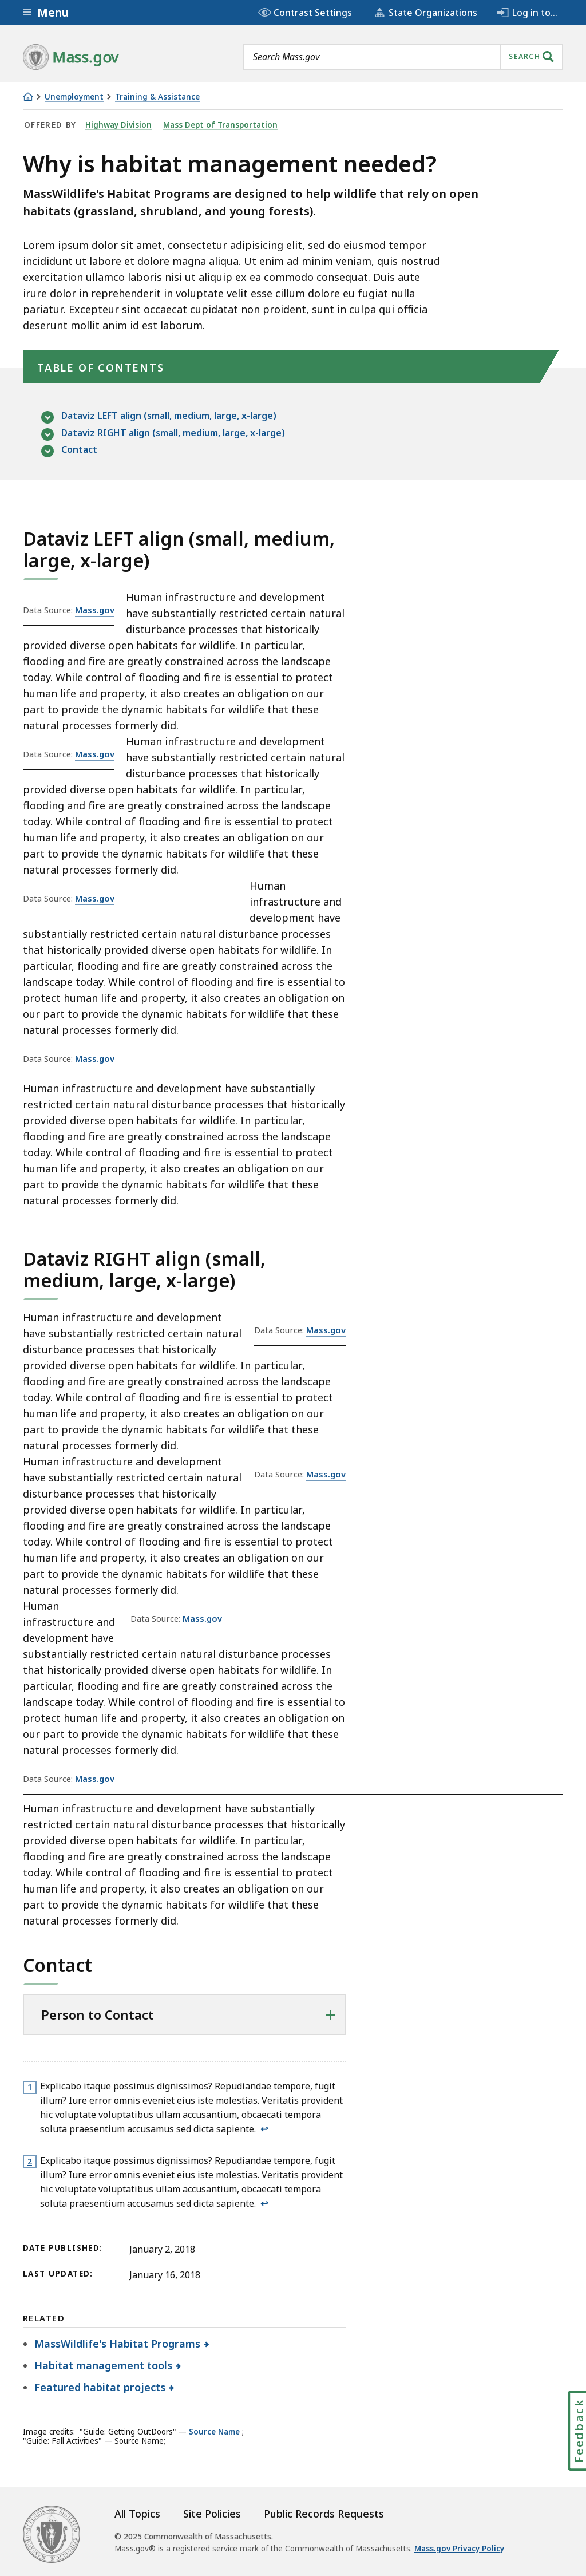 Menu
Contrast Settings
State Organizations
Log in to...
Mass.gov
Search Mass.gov
SEARCH
Unemployment
Training & Assistance
OFFERED BY Highway Division Mass Dept of Transportation
Why is habitat management needed?
MassWildlife's Habitat Programs are designed to help wildlife that rely on open
habitats (grassland, shrubland, and young forests).
Lorem ipsum dolor sit amet, consectetur adipisicing elit, sed do eiusmod tempor
incididunt ut labore et dolore magna aliqua. Ut enim ad minim veniam, quis nostrud
exercitation ullamco laboris nisi ut aliquip ex ea commodo consequat. Duis aute
irure dolor in reprehenderit in voluptate velit esse cillum dolore eu fugiat nulla
pariatur. Excepteur sint occaecat cupidatat non proident, sunt in culpa qui officia
deserunt mollit anim id est laborum.
TABLE OF CONTENTS
Dataviz LEFT align (small, medium, large, x-large)
Dataviz RIGHT align (small, medium, large, x-large)
Contact
Dataviz LEFT align (small, medium,
large, x-large)
Data Source: Mass.gov
Human infrastructure and development
have substantially restricted certain natural
disturbance processes that historically
provided diverse open habitats for wildlife. In particular,
flooding and fire are greatly constrained across the landscape
today. While control of flooding and fire is essential to protect
human life and property, it also creates an obligation on our
part to provide the dynamic habitats for wildlife that these
natural processes formerly did.
Data Source: Mass.gov
Human infrastructure and development
have substantially restricted certain natural
disturbance processes that historically
provided diverse open habitats for wildlife. In particular,
flooding and fire are greatly constrained across the landscape
today. While control of flooding and fire is essential to protect
human life and property, it also creates an obligation on our
part to provide the dynamic habitats for wildlife that these
natural processes formerly did.
Data Source: Mass.gov
Human
infrastructure and
development have
substantially restricted certain natural disturbance processes
that historically provided diverse open habitats for wildlife. In
particular, flooding and fire are greatly constrained across the
landscape today. While control of flooding and fire is essential to
protect human life and property, it also creates an obligation on
our part to provide the dynamic habitats for wildlife that these
natural processes formerly did.
Data Source: Mass.gov
Human infrastructure and development have substantially
restricted certain natural disturbance processes that historically
provided diverse open habitats for wildlife. In particular,
flooding and fire are greatly constrained across the landscape
today. While control of flooding and fire is essential to protect
human life and property, it also creates an obligation on our
part to provide the dynamic habitats for wildlife that these
natural processes formerly did.
Dataviz RIGHT align (small,
medium, large, x-large)
Data Source: Mass.gov
Human infrastructure and development
have substantially restricted certain natural
disturbance processes that historically
provided diverse open habitats for wildlife. In particular,
flooding and fire are greatly constrained across the landscape
today. While control of flooding and fire is essential to protect
human life and property, it also creates an obligation on our
part to provide the dynamic habitats for wildlife that these
natural processes formerly did.
Data Source: Mass.gov
Human infrastructure and development
have substantially restricted certain natural
disturbance processes that historically
provided diverse open habitats for wildlife. In particular,
flooding and fire are greatly constrained across the landscape
today. While control of flooding and fire is essential to protect
human life and property, it also creates an obligation on our
part to provide the dynamic habitats for wildlife that these
natural processes formerly did.
Data Source: Mass.gov
Human
infrastructure and
development have
substantially restricted certain natural disturbance processes
that historically provided diverse open habitats for wildlife. In
particular, flooding and fire are greatly constrained across the
landscape today. While control of flooding and fire is essential to
protect human life and property, it also creates an obligation on
our part to provide the dynamic habitats for wildlife that these
natural processes formerly did.
Data Source: Mass.gov
Human infrastructure and development have substantially
restricted certain natural disturbance processes that historically
provided diverse open habitats for wildlife. In particular,
flooding and fire are greatly constrained across the landscape
today. While control of flooding and fire is essential to protect
human life and property, it also creates an obligation on our
part to provide the dynamic habitats for wildlife that these
natural processes formerly did.
Contact
Person to Contact +
1 Explicabo itaque possimus dignissimos? Repudiandae tempore, fugit
illum? Iure error omnis eveniet eius iste molestias. Veritatis provident
hic voluptate voluptatibus ullam accusantium, obcaecati tempora
soluta praesentium accusamus sed dicta sapiente. ↩
2 Explicabo itaque possimus dignissimos? Repudiandae tempore, fugit
illum? Iure error omnis eveniet eius iste molestias. Veritatis provident
hic voluptate voluptatibus ullam accusantium, obcaecati tempora
soluta praesentium accusamus sed dicta sapiente. ↩
DATE PUBLISHED: January 2, 2018
LAST UPDATED: January 16, 2018
RELATED
MassWildlife's Habitat Programs
Habitat management tools
Featured habitat projects
Feedback
Image credits: "Guide: Getting OutDoors" — Source Name ;
"Guide: Fall Activities" — Source Name;
All Topics Site Policies Public Records Requests
© 2025 Commonwealth of Massachusetts.
Mass.gov® is a registered service mark of the Commonwealth of Massachusetts. Mass.gov Privacy Policy